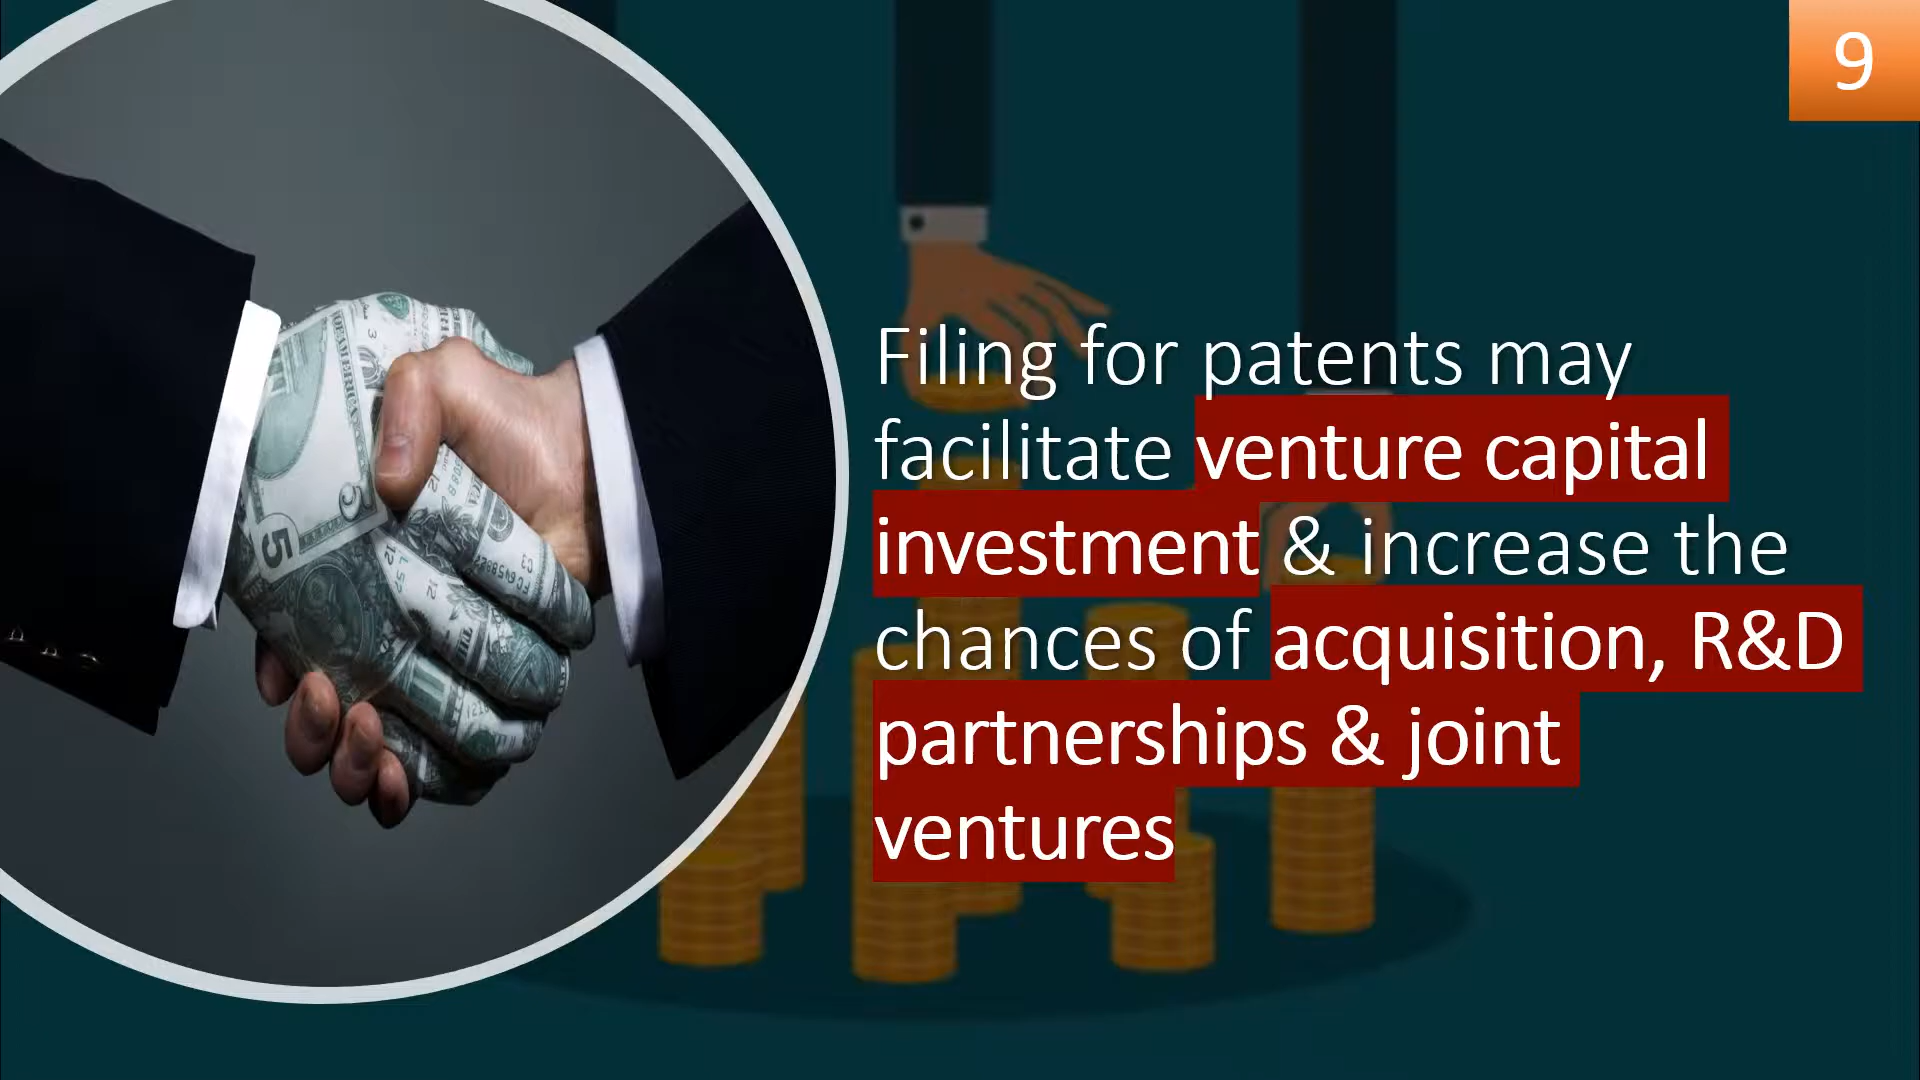 9
Filing for patents may
facilitate venture capital
investment & increase the
chances of acquisition, R&D
partnerships & joint
ventures